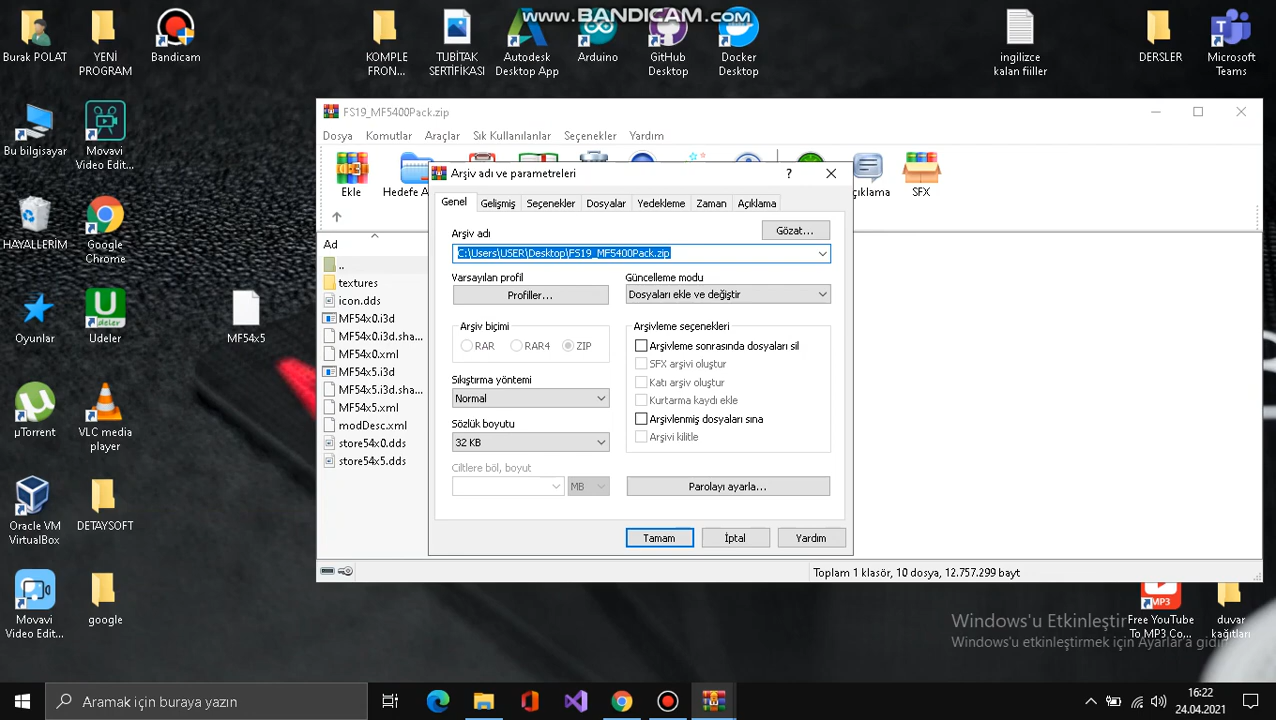 www.BANDICAM.com
Burak POLAT
YENİ
PROGRAM
Bandicam
KOMPLE
FRON...
TUBİTAK
SERTİFİKASI
Autodesk
Desktop App
Arduino
GitHub
Desktop
Docker
Desktop
ingilizce
kalan fiiller
DERSLER
Microsoft
Teams
Bu bilgisayar
Movavi
Video Edit...
HAYALLERİM
Google
Chrome
Oyunlar
Udeler
MF54x5
µTorrent
VLC media
player
Oracle VM
VirtualBox
DETAYSOFT
Movavi
Video Edit...
google
FS19_MF5400Pack.zip
Dosya Komutlar Araçlar Sık Kullanılanlar Seçenekler Yardım
Ekle
SFX
Ad
..
textures
icon.dds
MF54x0.i3d
MF54x0.i3d.sha...
MF54x0.xml
MF54x5.i3d
MF54x5.i3d.sha...
MF54x5.xml
modDesc.xml
store54x0.dds
store54x5.dds
Arşiv adı ve parametreleri
Genel Gelişmiş Seçenekler Dosyalar Yedekleme Zaman Açıklama
Arşiv adı
Gözat...
C:\Users\USER\Desktop\FS19_MF5400Pack.zip
Varsayılan profil
Profiller...
Güncelleme modu
Dosyaları ekle ve değiştir
Arşiv biçimi
RAR RAR4 ZIP
Arşivleme seçenekleri
Arşivleme sonrasında dosyaları sil
SFX arşivi oluştur
Katı arşiv oluştur
Kurtarma kaydı ekle
Arşivlenmiş dosyaları sına
Arşivi kilitle
Sıkıştırma yöntemi
Normal
Sözlük boyutu
32 KB
Ciltlere böl, boyut
MB
Parolayı ayarla...
Tamam İptal Yardım
Toplam 1 klasör, 10 dosya, 12.757.299 bayt
Free YouTube
To MP3 Co...
duvar
kağıtları
Windows'u Etkinleştir
Windows'u etkinleştirmek için Ayarlar'a gidin
Aramak için buraya yazın
16:22
24.04.2021